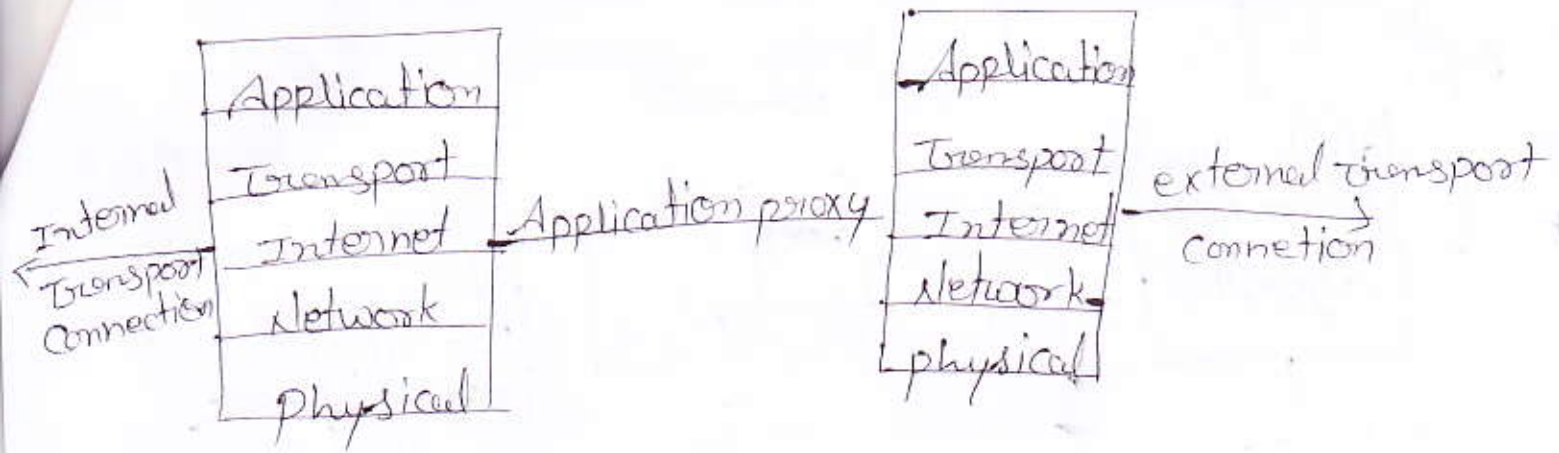 Application
Transport
Internet
Network
Physical
Internal
Transport
Connection
Application proxy
Application
Transport
Internet
Network
physical
external transport
Connetion